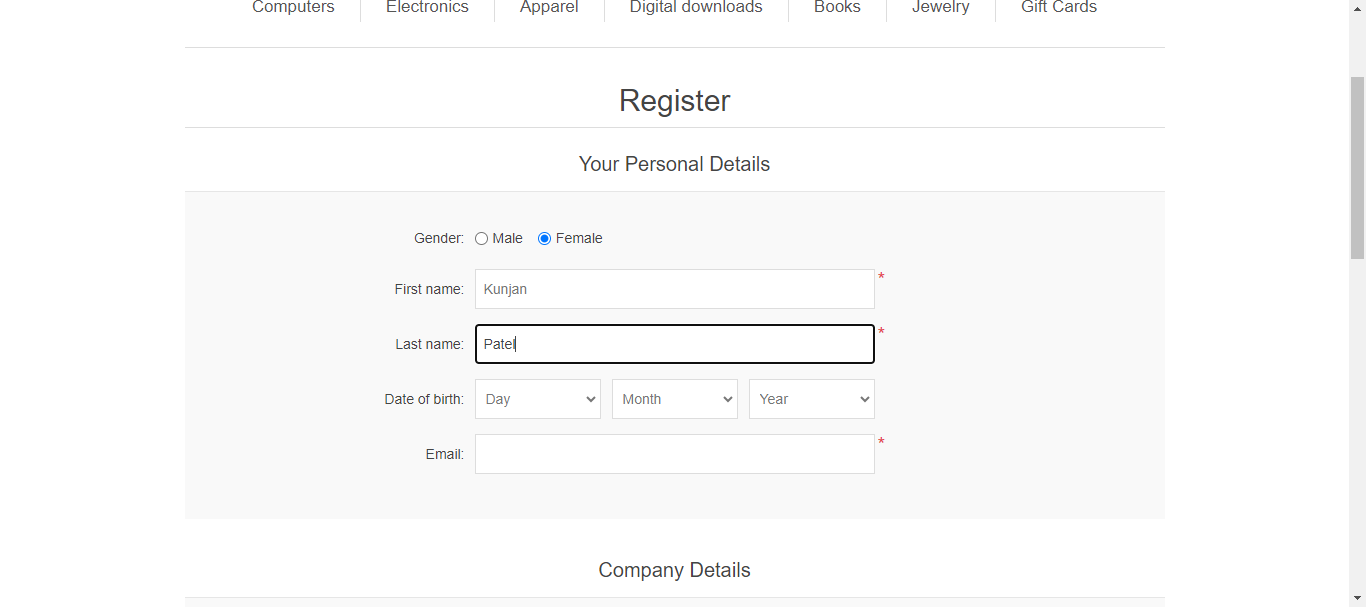 Computers Electronics Apparel Digital downloads Books Jewelry Gift Cards
Register
Your Personal Details
Gender: Male Female
First name: Kunjan *
Last name: Patel *
Date of birth: Day Month Year
Email: *
Company Details